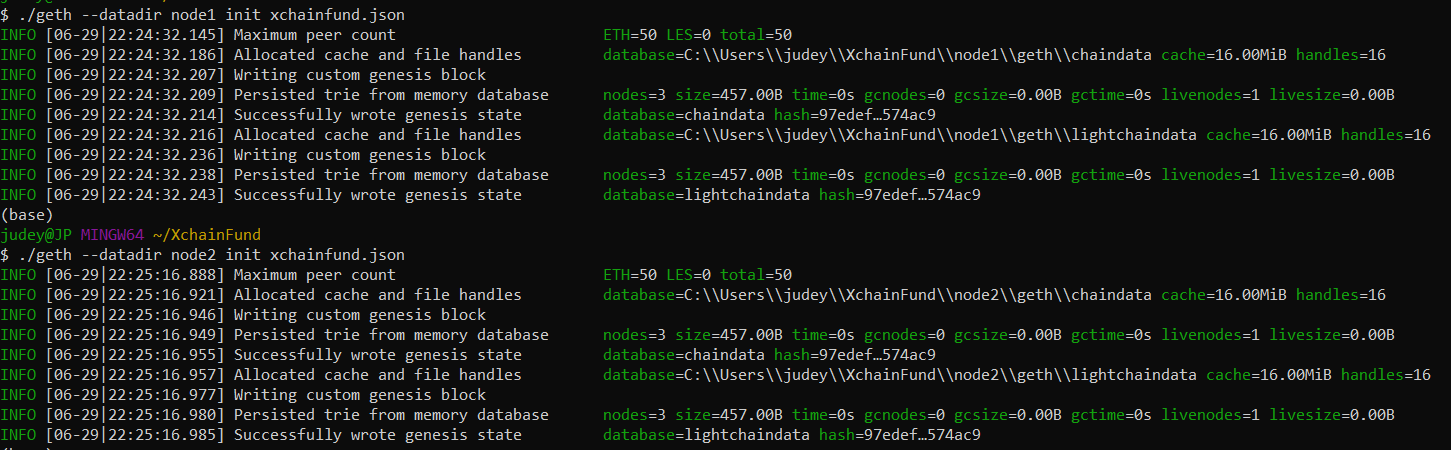 $ ./geth --datadir node1 init xchainfund.json
INFO [06-29|22:24:32.145] Maximum peer count ETH=50 LES=0 total=50
INFO [06-29|22:24:32.186] Allocated cache and file handles database=C:\\Users\\judey\\XchainFund\\node1\\geth\\chaindata cache=16.00MiB handles=16
INFO [06-29|22:24:32.207] Writing custom genesis block
INFO [06-29|22:24:32.209] Persisted trie from memory database nodes=3 size=457.00B time=0s gcnodes=0 gcsize=0.00B gctime=0s livenodes=1 livesize=0.00B
INFO [06-29|22:24:32.214] Successfully wrote genesis state database=chaindata hash=97edef…574ac9
INFO [06-29|22:24:32.216] Allocated cache and file handles database=C:\\Users\\judey\\XchainFund\\node1\\geth\\lightchaindata cache=16.00MiB handles=16
INFO [06-29|22:24:32.236] Writing custom genesis block
INFO [06-29|22:24:32.238] Persisted trie from memory database nodes=3 size=457.00B time=0s gcnodes=0 gcsize=0.00B gctime=0s livenodes=1 livesize=0.00B
INFO [06-29|22:24:32.243] Successfully wrote genesis state database=lightchaindata hash=97edef…574ac9
(base)
judey@JP MINGW64 ~/XchainFund
$ ./geth --datadir node2 init xchainfund.json
INFO [06-29|22:25:16.888] Maximum peer count ETH=50 LES=0 total=50
INFO [06-29|22:25:16.921] Allocated cache and file handles database=C:\\Users\\judey\\XchainFund\\node2\\geth\\chaindata cache=16.00MiB handles=16
INFO [06-29|22:25:16.946] Writing custom genesis block
INFO [06-29|22:25:16.949] Persisted trie from memory database nodes=3 size=457.00B time=0s gcnodes=0 gcsize=0.00B gctime=0s livenodes=1 livesize=0.00B
INFO [06-29|22:25:16.955] Successfully wrote genesis state database=chaindata hash=97edef…574ac9
INFO [06-29|22:25:16.957] Allocated cache and file handles database=C:\\Users\\judey\\XchainFund\\node2\\geth\\lightchaindata cache=16.00MiB handles=16
INFO [06-29|22:25:16.977] Writing custom genesis block
INFO [06-29|22:25:16.980] Persisted trie from memory database nodes=3 size=457.00B time=0s gcnodes=0 gcsize=0.00B gctime=0s livenodes=1 livesize=0.00B
INFO [06-29|22:25:16.985] Successfully wrote genesis state database=lightchaindata hash=97edef…574ac9